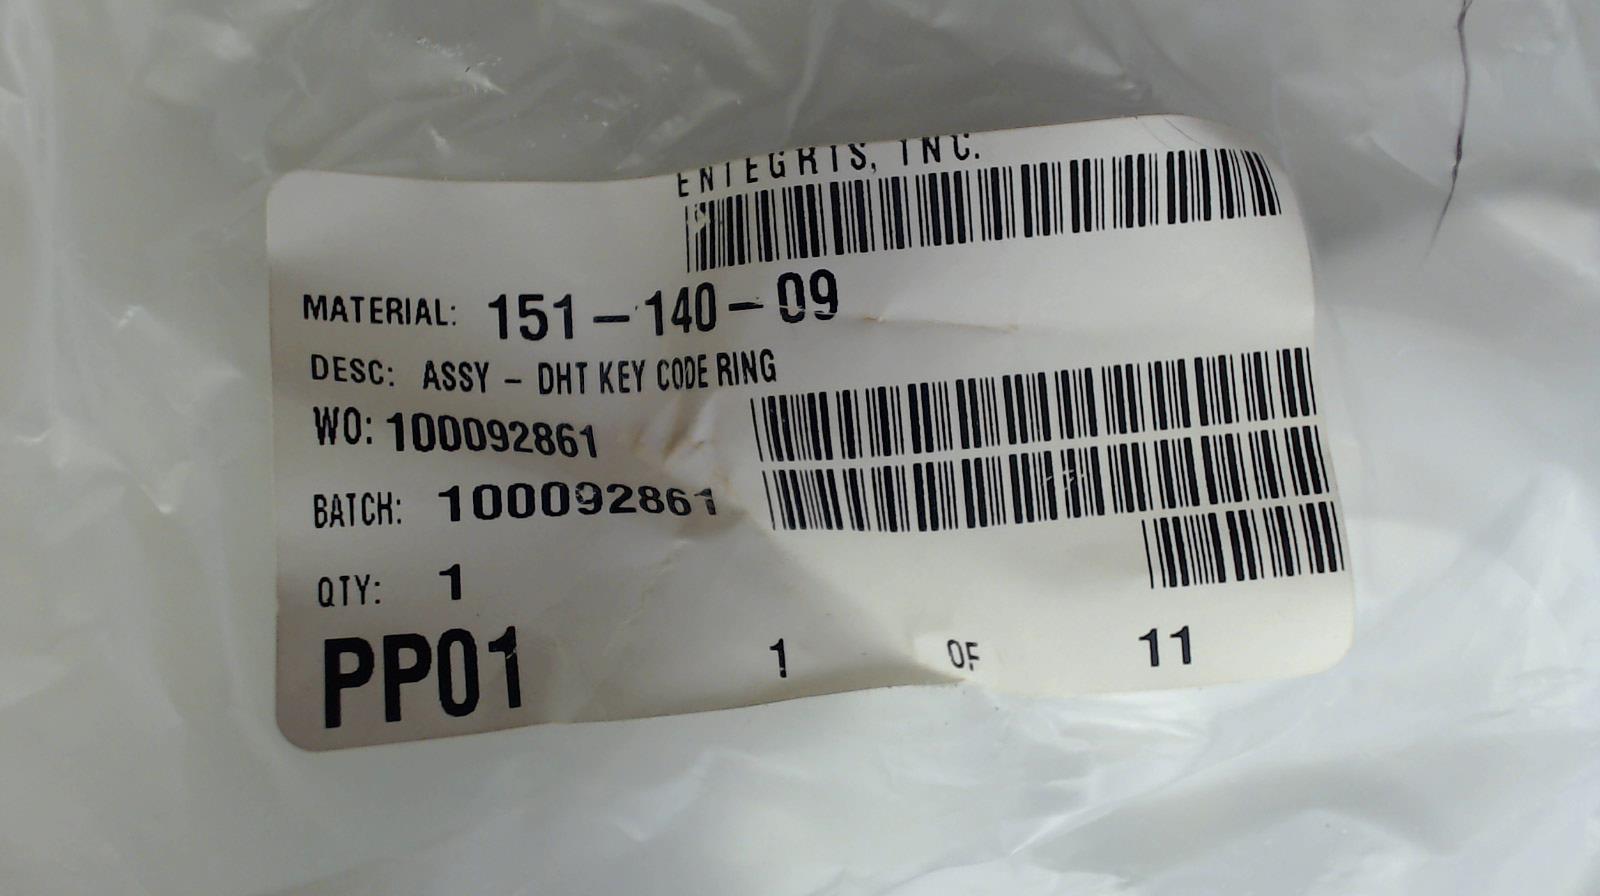 ENTEGRIS, INC.
MATERIAL: 151-140-09
DESC: ASSY - DHT KEY CODE RING
WO: 100092861
BATCH: 100092861
QTY: 1
PP01 1 OF 11